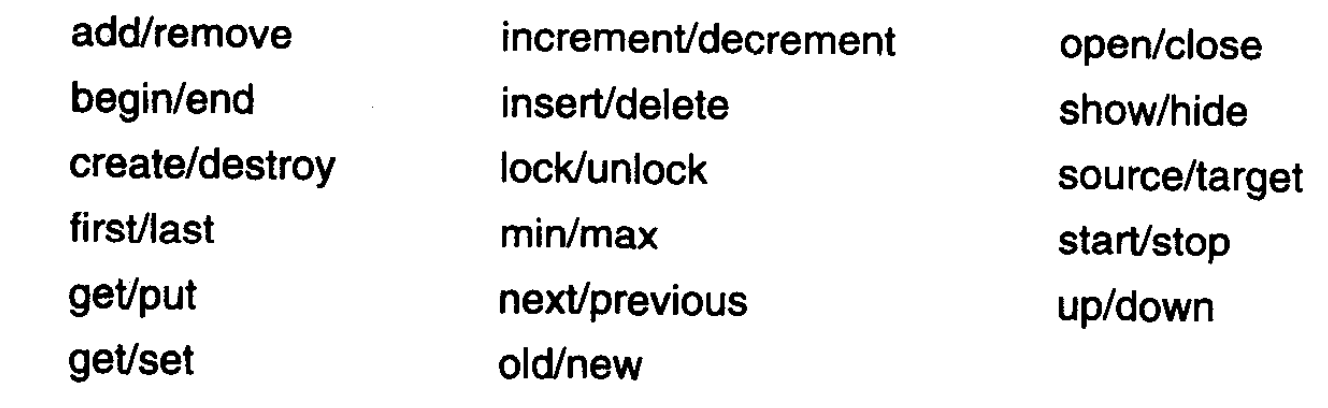 add/remove
begin/end
create/destroy
first/last
get/put
get/set
increment/decrement
insert/delete
lock/unlock
min/max
next/previous
old/new
open/close
show/hide
source/target
start/stop
up/down